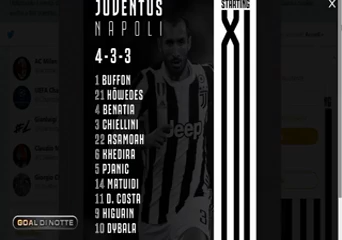 JUVENTUS
NAPOLI
4-3-3
1 BUFFON
21 HÖWEDES
4 BENATIA
3 CHIELLINI
22 ASAMOAH
6 KHEDIRA
5 PJANIC
14 MATUIDI
11 D. COSTA
9 HIGUAIN
10 DYBALA
STARTING
XI
Jeep
GOAL DI NOTTE
X